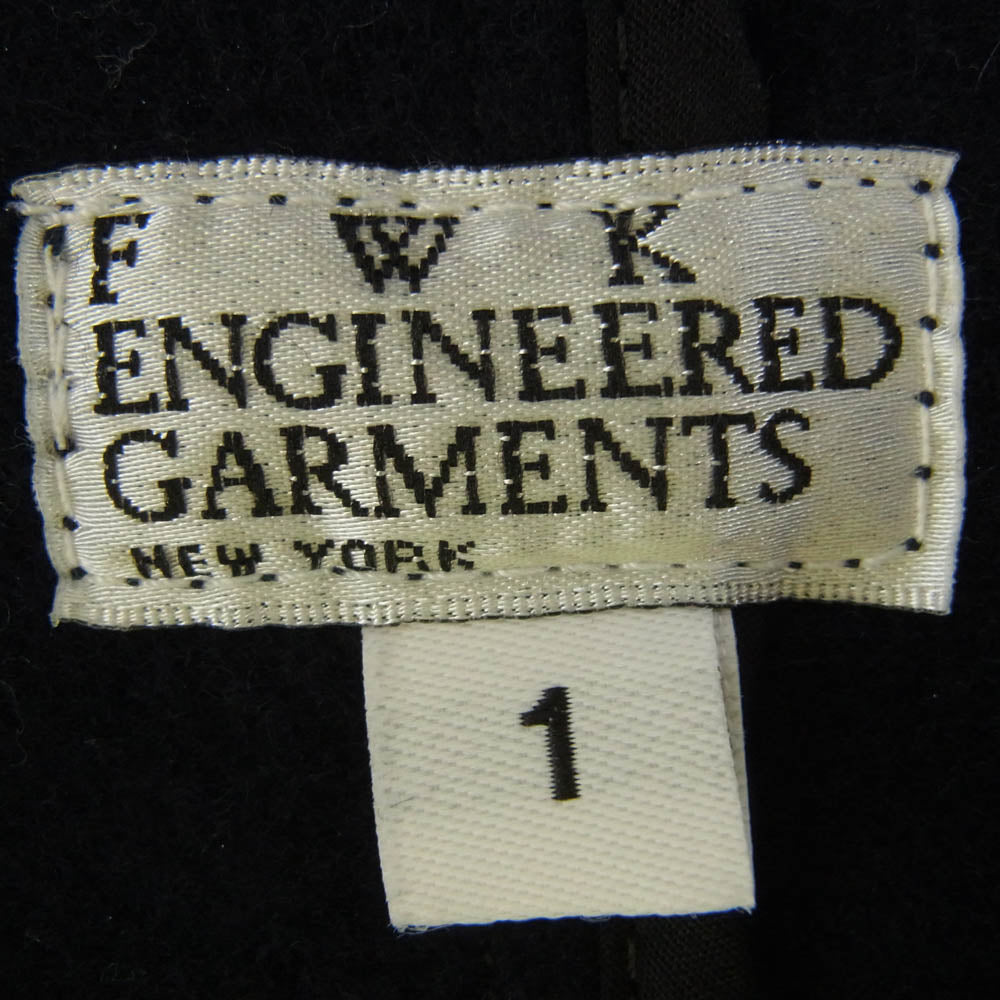 F W K
ENGINEERED
GARMENTS
NEW YORK
1